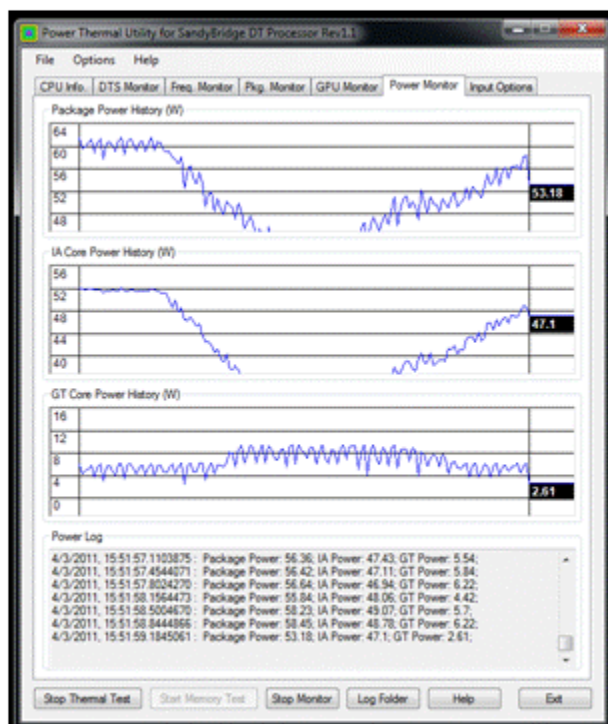 Power Thermal Utility for SandyBridge DT Processor Rev1.1
File Options Help
CPU Info. DTS Monitor Freq. Monitor Pkg. Monitor GPU Monitor Power Monitor Input Options
Package Power History (W)
64
60
56
52
48
53.18
IA Core Power History (W)
56
52
48
44
40
47.1
GT Core Power History (W)
16
12
8
4
0
2.61
Power Log
4/3/2011, 15:51:57.1103875 : Package Power: 56.36; IA Power: 47.43; GT Power: 5.54;
4/3/2011, 15:51:57.4544071 : Package Power: 56.42; IA Power: 47.11; GT Power: 5.84;
4/3/2011, 15:51:57.8024270 : Package Power: 56.64; IA Power: 46.94; GT Power: 6.22;
4/3/2011, 15:51:58.1564473 : Package Power: 55.84; IA Power: 48.06; GT Power: 4.42;
4/3/2011, 15:51:58.5004670 : Package Power: 58.23; IA Power: 49.07; GT Power: 5.7;
4/3/2011, 15:51:58.8444866 : Package Power: 58.45; IA Power: 48.78; GT Power: 6.22;
4/3/2011, 15:51:59.1845061 : Package Power: 53.18; IA Power: 47.1; GT Power: 2.61;
Stop Thermal Test Start Memory Test Stop Monitor Log Folder Help Exit